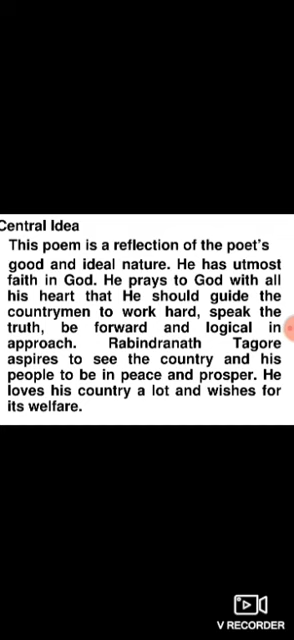 Central Idea
This poem is a reflection of the poet's
good and ideal nature. He has utmost
faith in God. He prays to God with all
his heart that He should guide the
countrymen to work hard, speak the
truth, be forward and logical in
approach. Rabindranath Tagore
aspires to see the country and his
people to be in peace and prosper. He
loves his country a lot and wishes for
its welfare.
V RECORDER